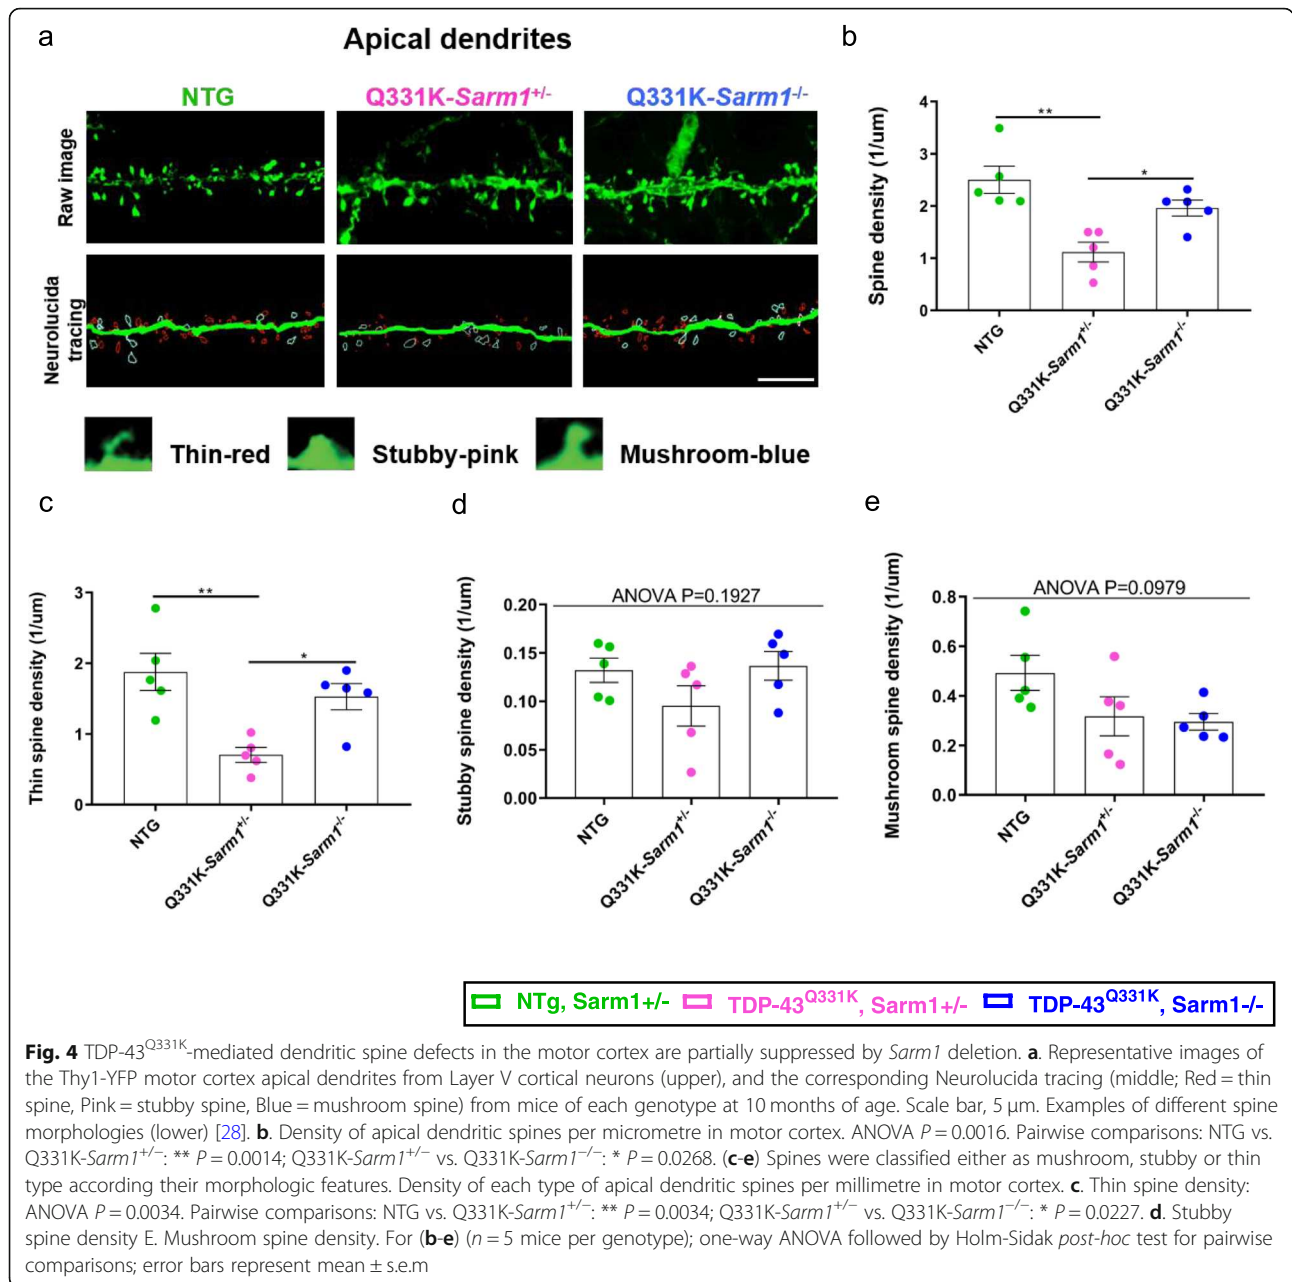 a
Apical dendrites
NTG
Q331K-Sarm1+/-
Q331K-Sarm1-/-
Raw image
Neurolucida
tracing
Thin-red
Stubby-pink
Mushroom-blue
b
Spine density (1/um)
4
3
2
1
0
**
*
NTG
Q331K-Sarm1+/-
Q331K-Sarm1-/-
c
Thin spine density (1/um)
3
2
1
0
**
*
NTG
Q331K-Sarm1+/-
Q331K-Sarm1-/-
d
Stubby spine density (1/um)
ANOVA P=0.1927
0.20
0.15
0.10
0.05
0.00
NTG
Q331K-Sarm1+/-
Q331K-Sarm1-/-
e
Mushroom spine density (1/um)
ANOVA P=0.0979
0.8
0.6
0.4
0.2
0.0
NTG
Q331K-Sarm1+/-
Q331K-Sarm1-/-
NTg, Sarm1+/- TDP-43Q331K, Sarm1+/- TDP-43Q331K, Sarm1-/-
Fig. 4 TDP-43Q331K-mediated dendritic spine defects in the motor cortex are partially suppressed by Sarm1 deletion. a. Representative images of
the Thy1-YFP motor cortex apical dendrites from Layer V cortical neurons (upper), and the corresponding Neurolucida tracing (middle; Red = thin
spine, Pink = stubby spine, Blue = mushroom spine) from mice of each genotype at 10 months of age. Scale bar, 5 μm. Examples of different spine
morphologies (lower) [28]. b. Density of apical dendritic spines per micrometre in motor cortex. ANOVA P = 0.0016. Pairwise comparisons: NTG vs.
Q331K-Sarm1+/−: ** P = 0.0014; Q331K-Sarm1+/− vs. Q331K-Sarm1−/−: * P = 0.0268. (c-e) Spines were classified either as mushroom, stubby or thin
type according their morphologic features. Density of each type of apical dendritic spines per millimetre in motor cortex. c. Thin spine density:
ANOVA P = 0.0034. Pairwise comparisons: NTG vs. Q331K-Sarm1+/−: ** P = 0.0034; Q331K-Sarm1+/− vs. Q331K-Sarm1−/−: * P = 0.0227. d. Stubby
spine density E. Mushroom spine density. For (b-e) (n = 5 mice per genotype); one-way ANOVA followed by Holm-Sidak post-hoc test for pairwise
comparisons; error bars represent mean ± s.e.m